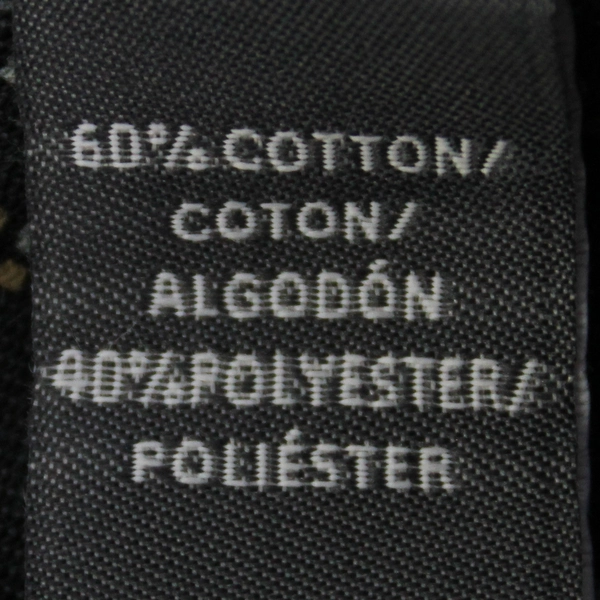 60% COTTON/
COTON/
ALGODÓN
40% POLYESTER/
POLIÉSTER